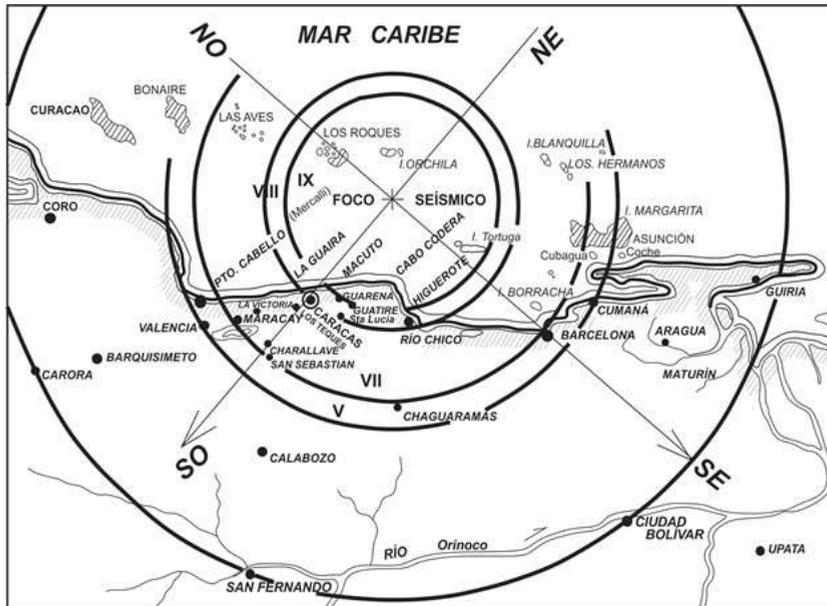 MAR CARIBE
NO
NE
BONAIRE
CURACAO
LAS AVES
LOS ROQUES
I.ORCHILA
I.BLANQUILLA
LOS. HERMANOS
VIII
IX
(Mercalli)
FOCO SEÍSMICO
I. MARGARITA
ASUNCIÓN
Coche
Cubagua
I. Tortuga
CORO
PTO. CABELLO
LA GUAIRA
MACUTO
CABO CODERA
HIGUEROTE
I. BORRACHA
GUIRIA
CUMANÁ
GUARENA
GUATIRE
Sta Lucía
LA VICTORIA
MARACAY
CARACAS
LOS TEQUES
VALENCIA
RÍO CHICO
BARCELONA
ARAGUA
MATURÍN
BARQUISIMETO
CARORA
CHARALLAVE
SAN SEBASTIAN
VII
V
CHAGUARAMAS
SO
SE
CALABOZO
CIUDAD
BOLÍVAR
RÍO Orinoco
UPATA
SAN FERNANDO